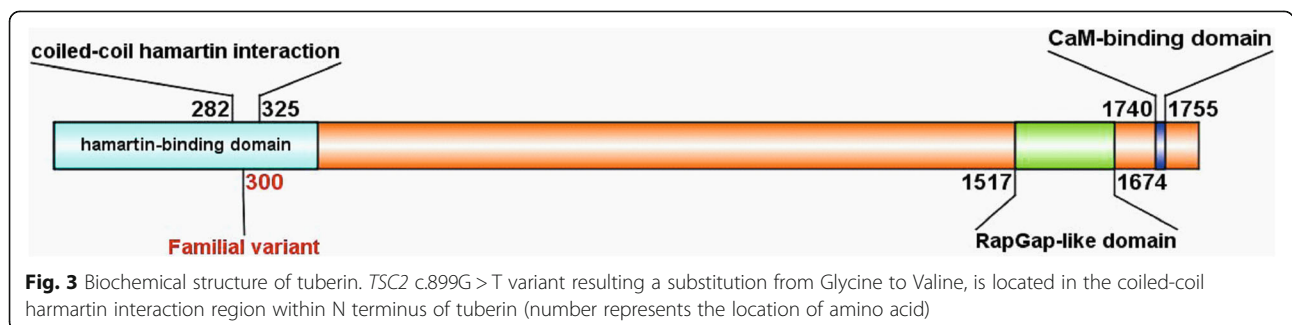 coiled-coil hamartin interaction
CaM-binding domain
282 325
1740 1755
hamartin-binding domain
300
1517 1674
Familial variant
RapGap-like domain
Fig. 3 Biochemical structure of tuberin. TSC2 c.899G > T variant resulting a substitution from Glycine to Valine, is located in the coiled-coil
harmartin interaction region within N terminus of tuberin (number represents the location of amino acid)